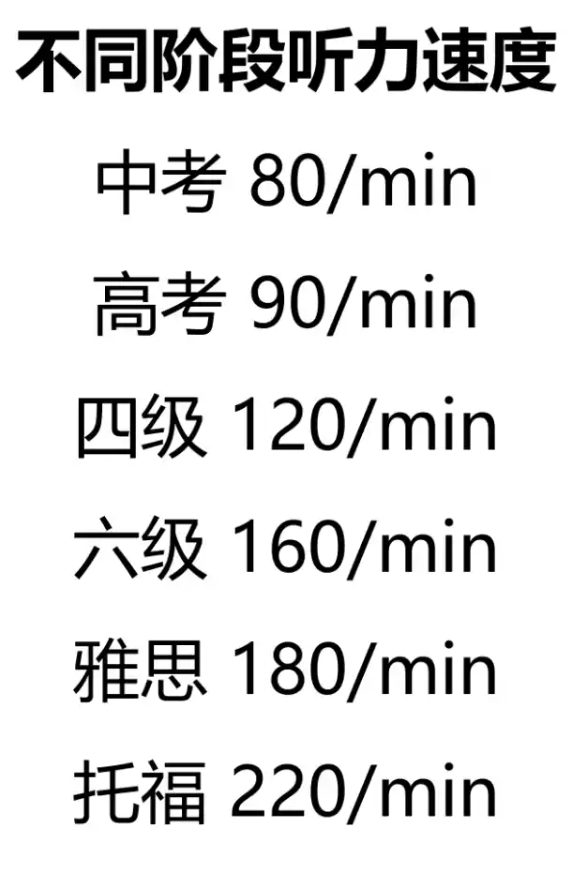 不同阶段听力速度
中考 80/min
高考 90/min
四级 120/min
六级 160/min
雅思 180/min
托福 220/min